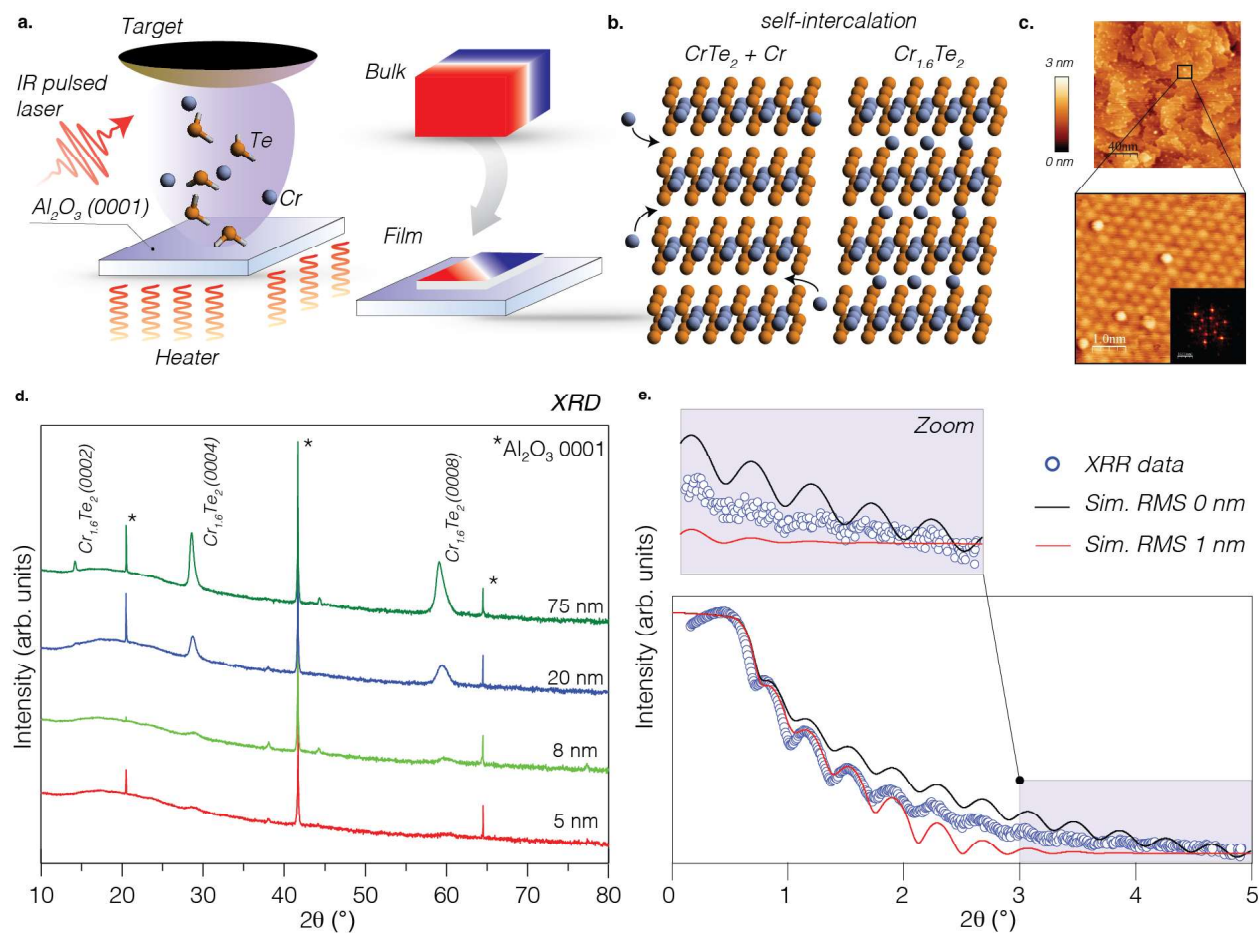 a.
Target
IR pulsed
laser
Te
Cr
Al₂O₃ (0001)
Heater
Bulk
Film
b.
self-intercalation
CrTe₂ + Cr
Cr₁.₆Te₂
c.
3 nm
0 nm
40nm
1.0nm
d.
XRD
*Al₂O₃ 0001
Cr₁.₆Te₂(0002)
*
Cr₁.₆Te₂(0004)
*
Cr₁.₆Te₂(0008)
*
75 nm
20 nm
8 nm
5 nm
Intensity (arb. units)
10 20 30 40 50 60 70 80
2θ (°)
e.
Zoom
XRR data
Sim. RMS 0 nm
Sim. RMS 1 nm
Intensity (arb. units)
0 1 2 3 4 5
2θ (°)